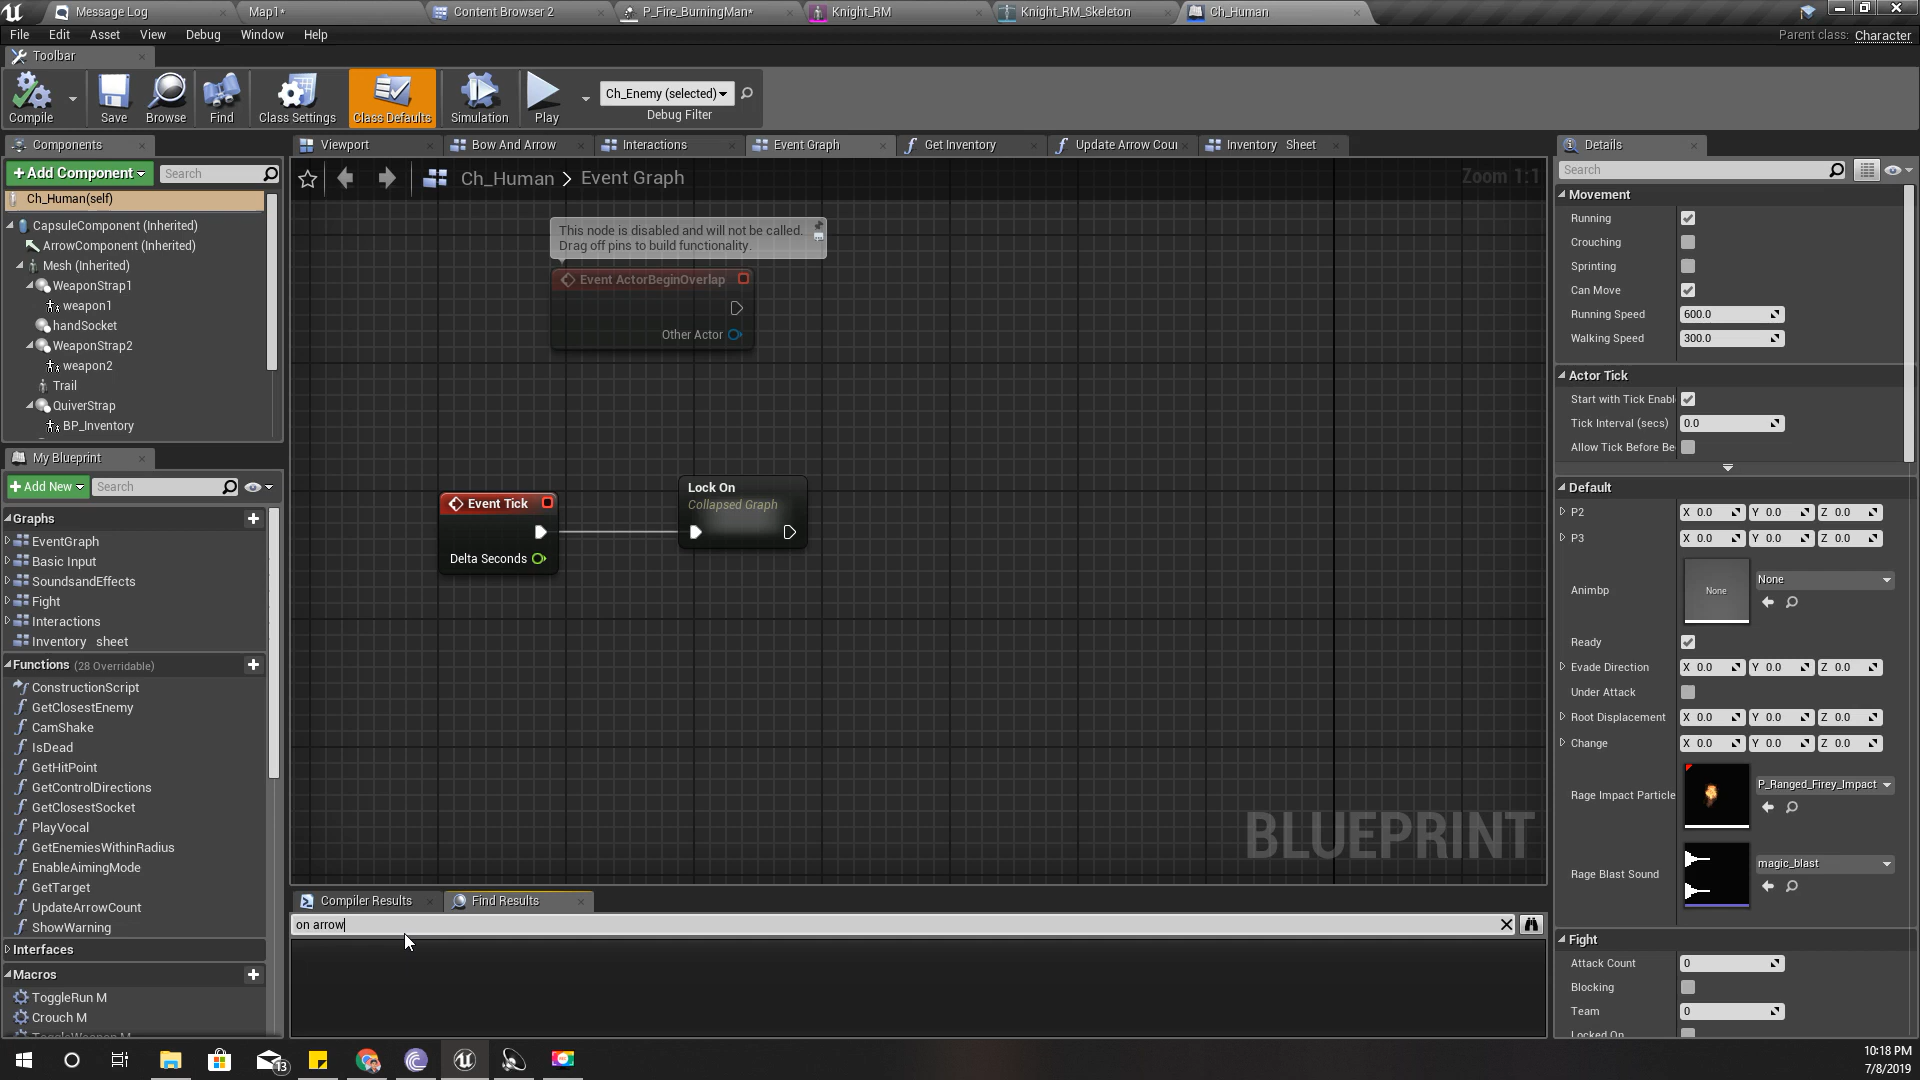 Message Log
Map1*
Content Browser 2
P_Fire_BurningMan*
Knight_RM
Knight_RM_Skeleton
Ch_Human
File Edit Asset View Debug Window Help
Parent class: Character
Toolbar
Compile
Save
Browse
Find
Class Settings
Class Defaults
Simulation
Play
Ch_Enemy (selected)
Debug Filter
Components
+Add Component
Search
Ch_Human(self)
CapsuleComponent (Inherited)
ArrowComponent (Inherited)
Mesh (Inherited)
WeaponStrap1
weapon1
handSocket
WeaponStrap2
weapon2
Trail
QuiverStrap
BP_Inventory
My Blueprint
+Add New
Search
Graphs
EventGraph
Basic Input
SoundsandEffects
Fight
Interactions
Inventory sheet
Functions (28 Overridable)
ConstructionScript
GetClosestEnemy
CamShake
IsDead
GetHitPoint
GetControlDirections
GetClosestSocket
PlayVocal
GetEnemiesWithinRadius
EnableAimingMode
GetTarget
UpdateArrowCount
ShowWarning
Interfaces
Macros
ToggleRun M
Crouch M
Viewport
Bow And Arrow
Interactions
Event Graph
Get Inventory
Update Arrow Cou
Inventory Sheet
Ch_Human > Event Graph
Zoom 1:1
This node is disabled and will not be called.
Drag off pins to build functionality.
Event ActorBeginOverlap
Other Actor
Event Tick
Delta Seconds
Lock On
Collapsed Graph
BLUEPRINT
Compiler Results
Find Results
on arrow
Details
Search
Movement
Running
Crouching
Sprinting
Can Move
Running Speed 600.0
Walking Speed 300.0
Actor Tick
Start with Tick Enabl
Tick Interval (secs) 0.0
Allow Tick Before Be
Default
P2 X 0.0 Y 0.0 Z 0.0
P3 X 0.0 Y 0.0 Z 0.0
Animbp
None
None
Ready
Evade Direction X 0.0 Y 0.0 Z 0.0
Under Attack
Root Displacement X 0.0 Y 0.0 Z 0.0
Change X 0.0 Y 0.0 Z 0.0
Rage Impact Particle
P_Ranged_Firey_Impact
Rage Blast Sound
magic_blast
Fight
Attack Count 0
Blocking
Team 0
Locked On
13
10:18 PM
7/8/2019